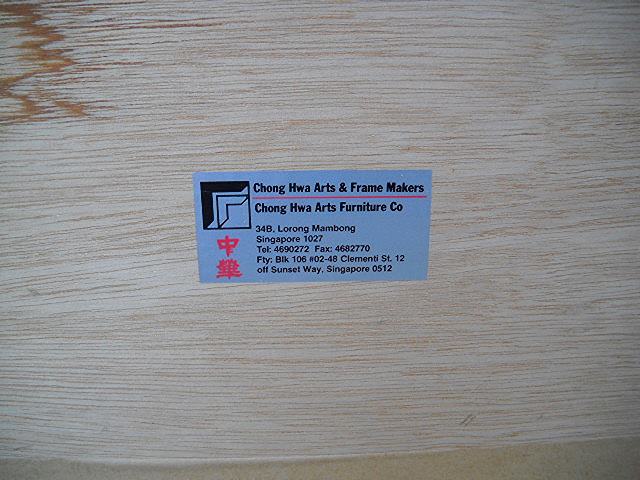 Chong Hwa Arts & Frame Makers
Chong Hwa Arts Furniture Co
中華
34B, Lorong Mambong
Singapore 1027
Tel: 4690272 Fax: 4682770
Fty: Blk 106 #02-48 Clementi St. 12
off Sunset Way, Singapore 0512